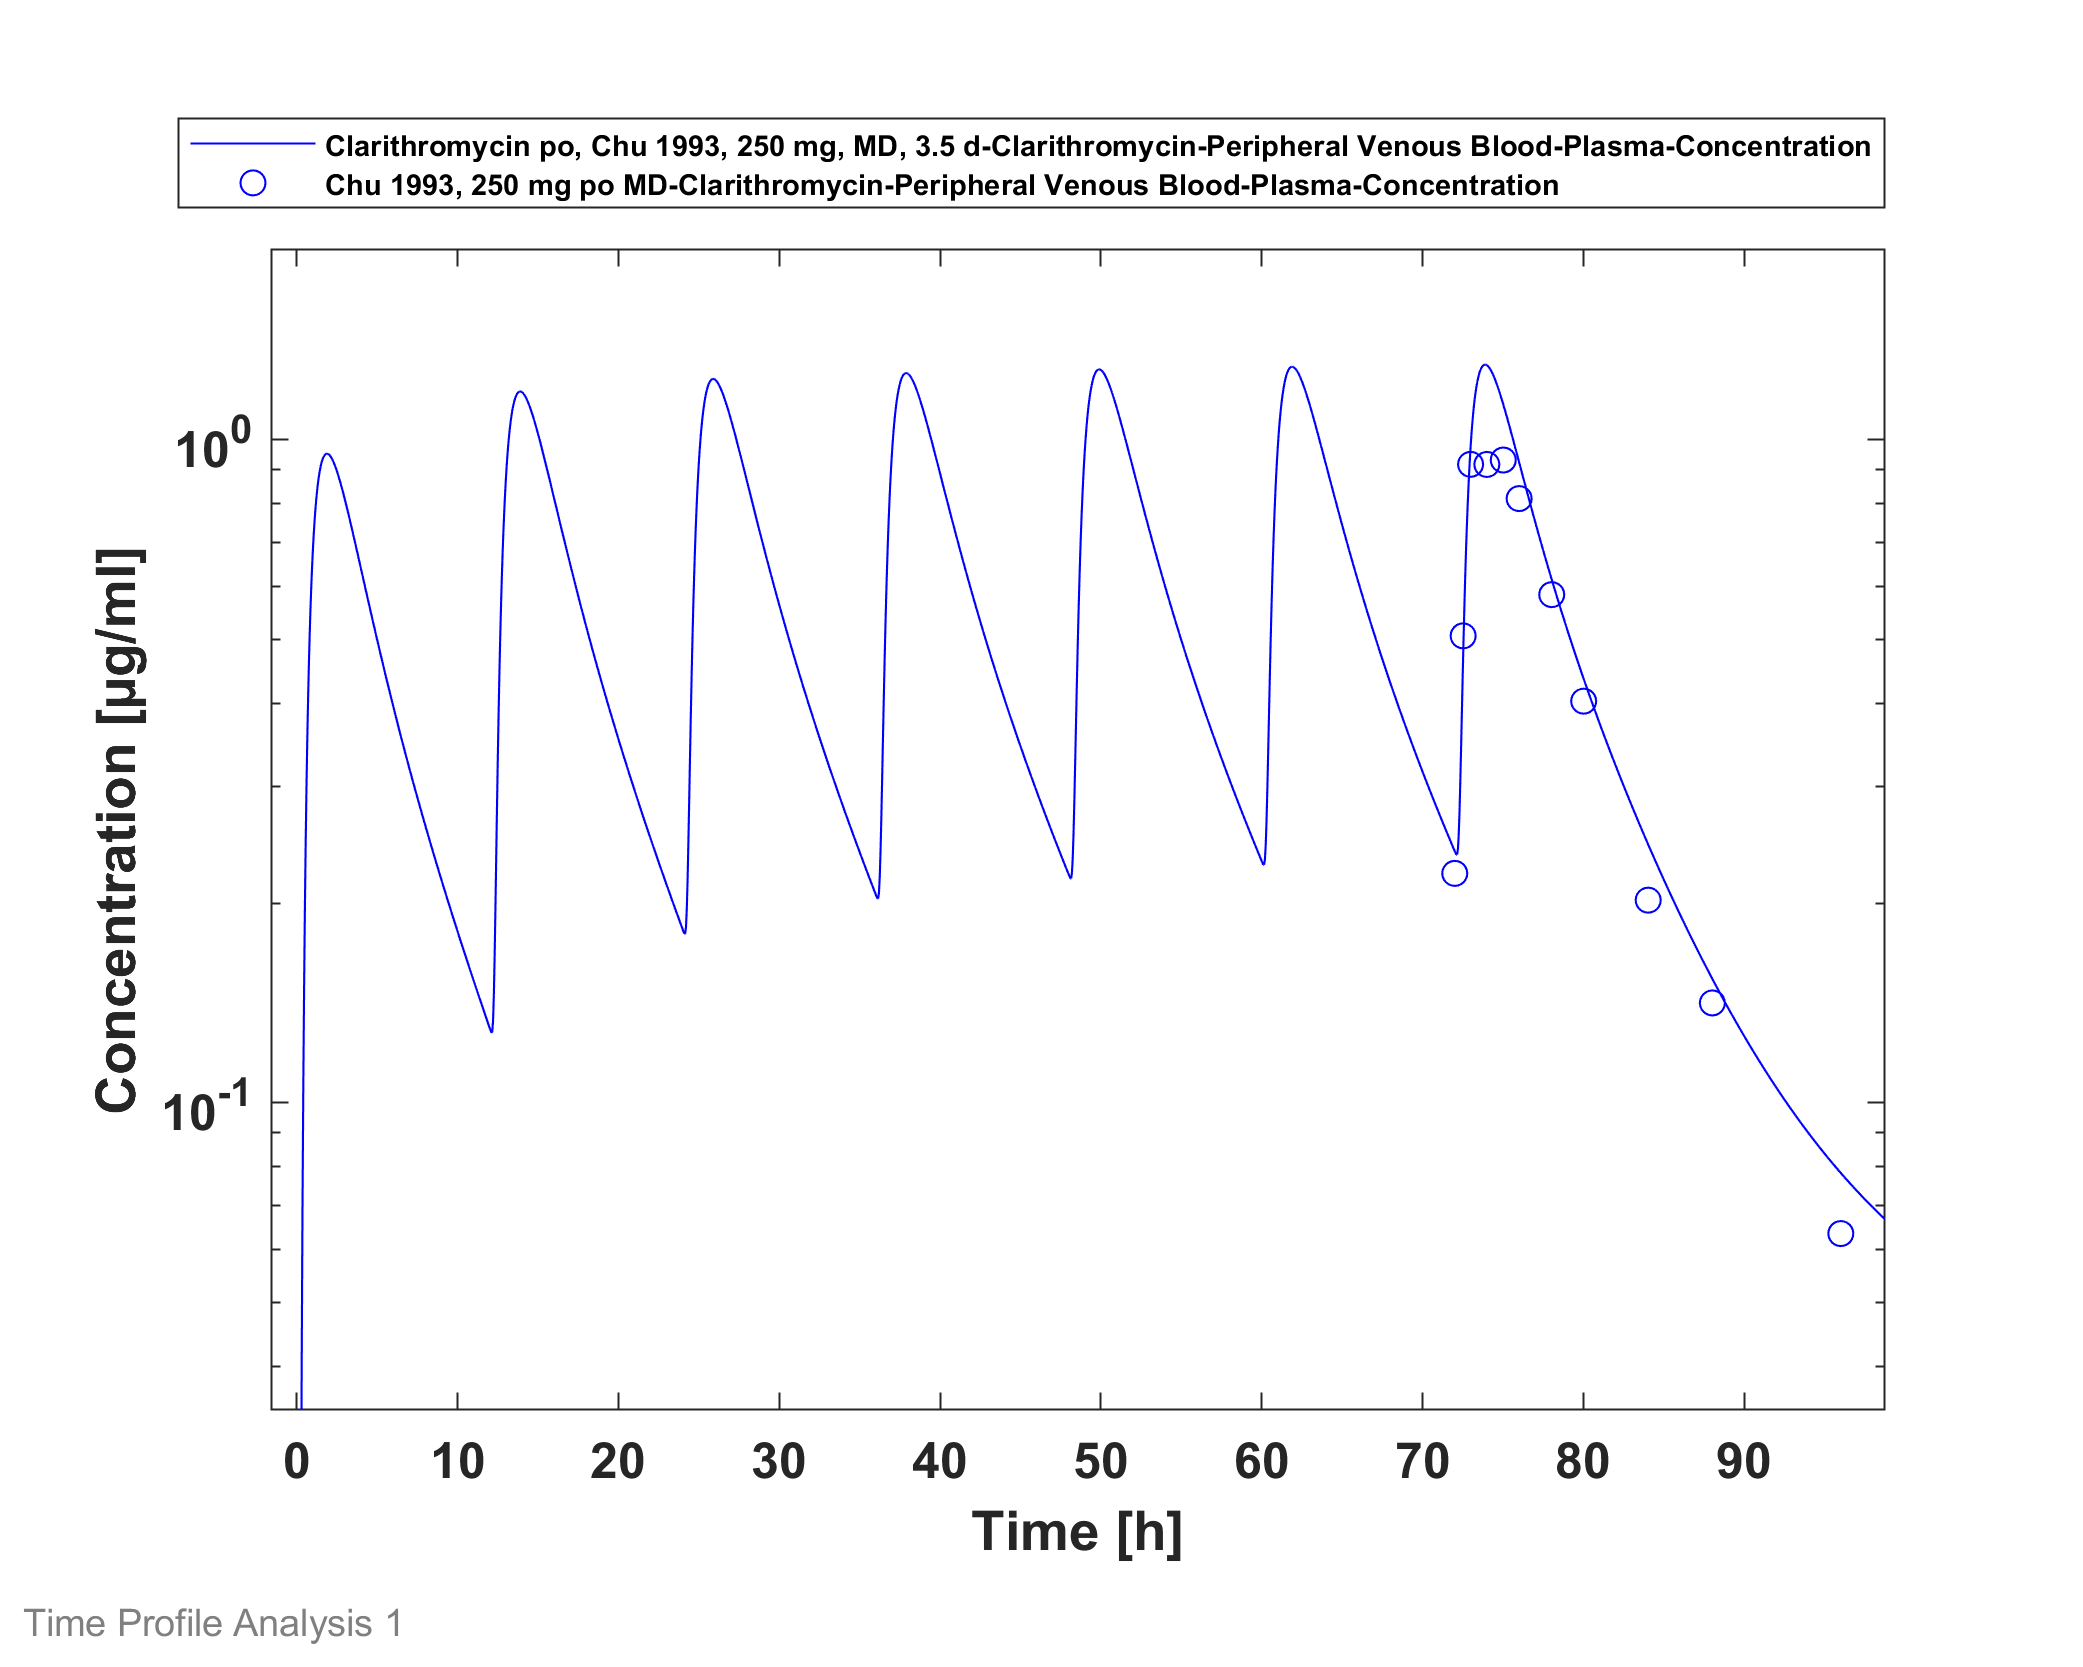 Clarithromycin po, Chu 1993, 250 mg, MD, 3.5 d-Clarithromycin-Peripheral Venous Blood-Plasma-Concentration
Chu 1993, 250 mg po MD-Clarithromycin-Peripheral Venous Blood-Plasma-Concentration
10^0
10^-1
Concentration [µg/ml]
0 10 20 30 40 50 60 70 80 90
Time [h]
Time Profile Analysis 1